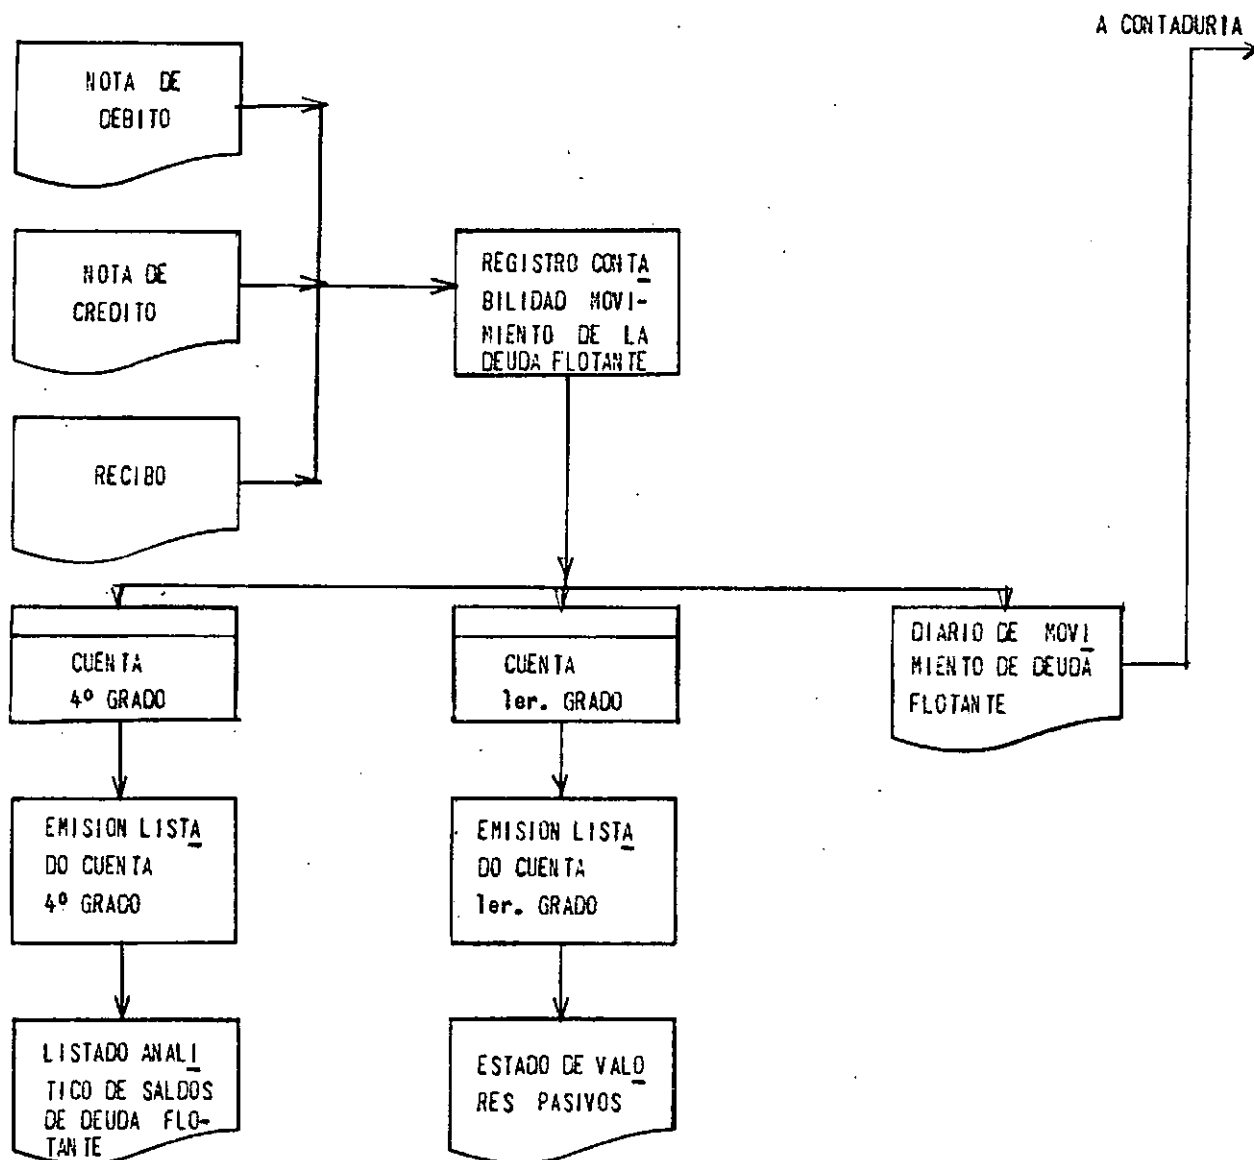 A CONTADURIA
NOTA DE
DEBITO
NOTA DE
CREDITO
REGISTRO CONTA
BILIDAD MOVI-
MIENTO DE LA
DEUDA FLOTANTE
RECIBO
CUENTA
4º GRADO
CUENTA
1er. GRADO
DIARIO DE MOVI
MIENTO DE DEUDA
FLOTANTE
EMISION LISTA
DO CUENTA
4º GRADO
EMISION LISTA
DO CUENTA
1er. GRADO
LISTADO ANALI
TICO DE SALDOS
DE DEUDA FLO-
TANTE
ESTADO DE VALO
RES PASIVOS